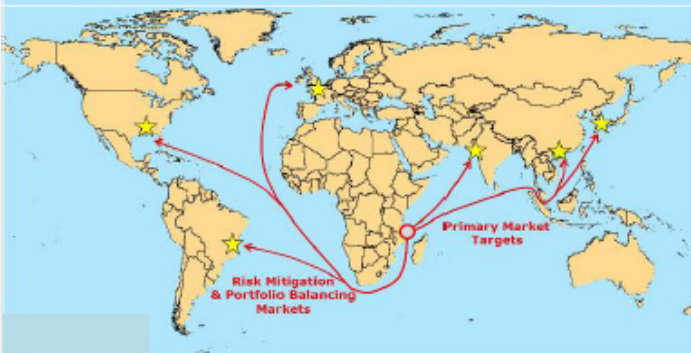 Primary Market
Targets
Risk Mitigation
& Portfolio Balancing
Markets